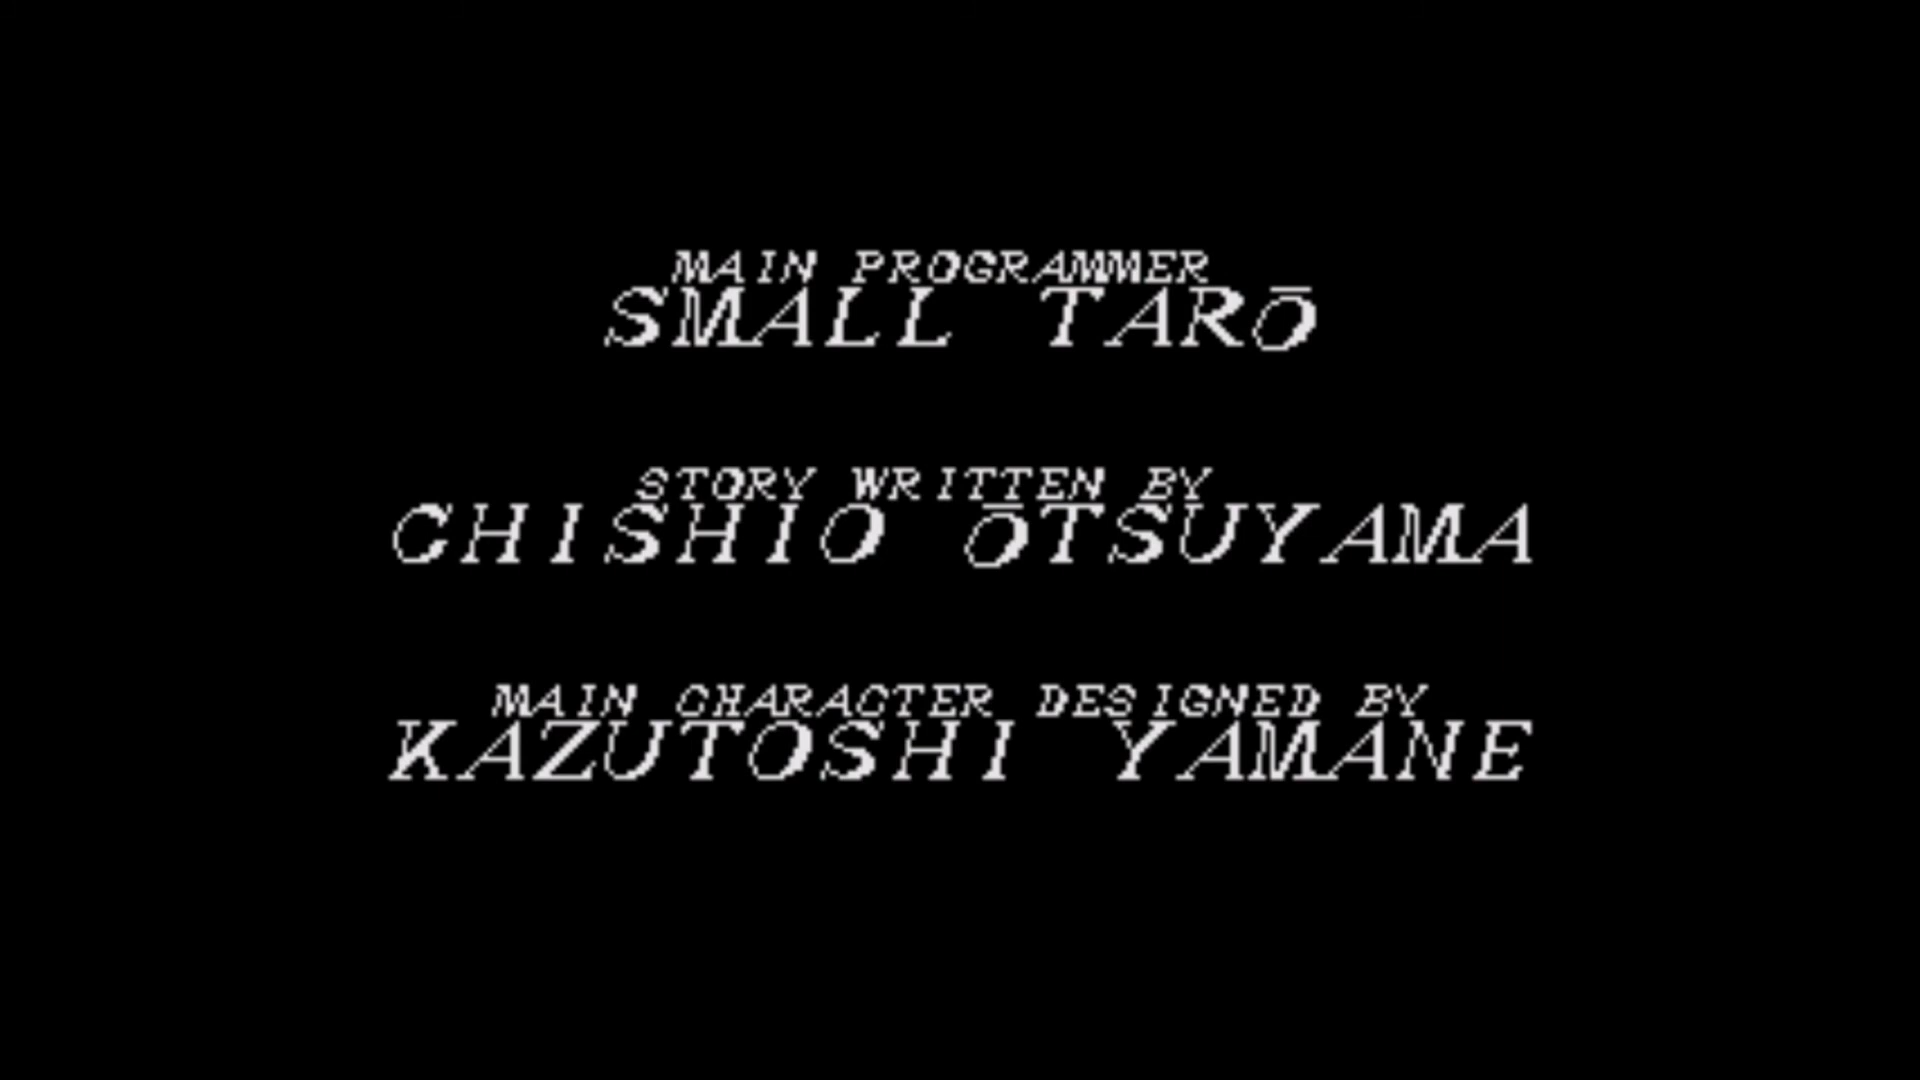 MAIN PROGRAMMER
SMALL TARŌ
STORY WRITTEN BY
CHISHIO ŌTSUYAMA
MAIN CHARACTER DESIGNED BY
KAZUTOSHI YAMANE